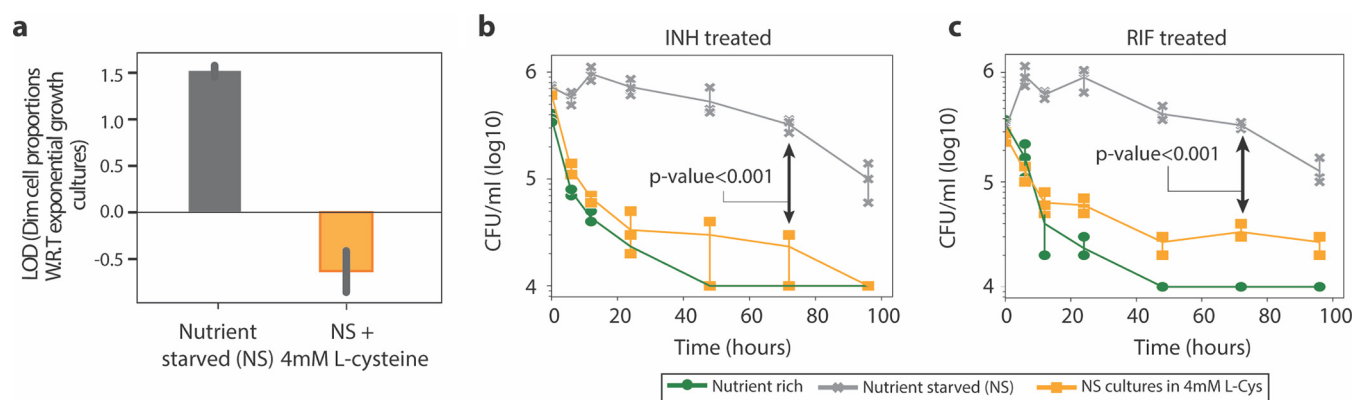 a
LOD (Dim cell proportions
W.R.T exponential growth
cultures)
1.5
1.0
0.5
0.0
-0.5
Nutrient
starved (NS)
NS +
4mM L-cysteine
b
INH treated
CFU/ml (log10)
6
5
4
p-value<0.001
0 20 40 60 80 100
Time (hours)
c
RIF treated
CFU/ml (log10)
6
5
4
p-value<0.001
0 20 40 60 80 100
Time (hours)
Nutrient rich Nutrient starved (NS) NS cultures in 4mM L-Cys